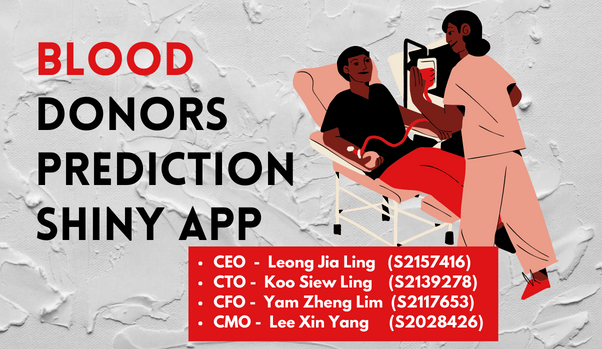 BLOOD
DONORS
PREDICTION
SHINY APP
• CEO - Leong Jia Ling (S2157416)
• CTO - Koo Siew Ling (S2139278)
• CFO - Yam Zheng Lim (S2117653)
• CMO - Lee Xin Yang (S2028426)